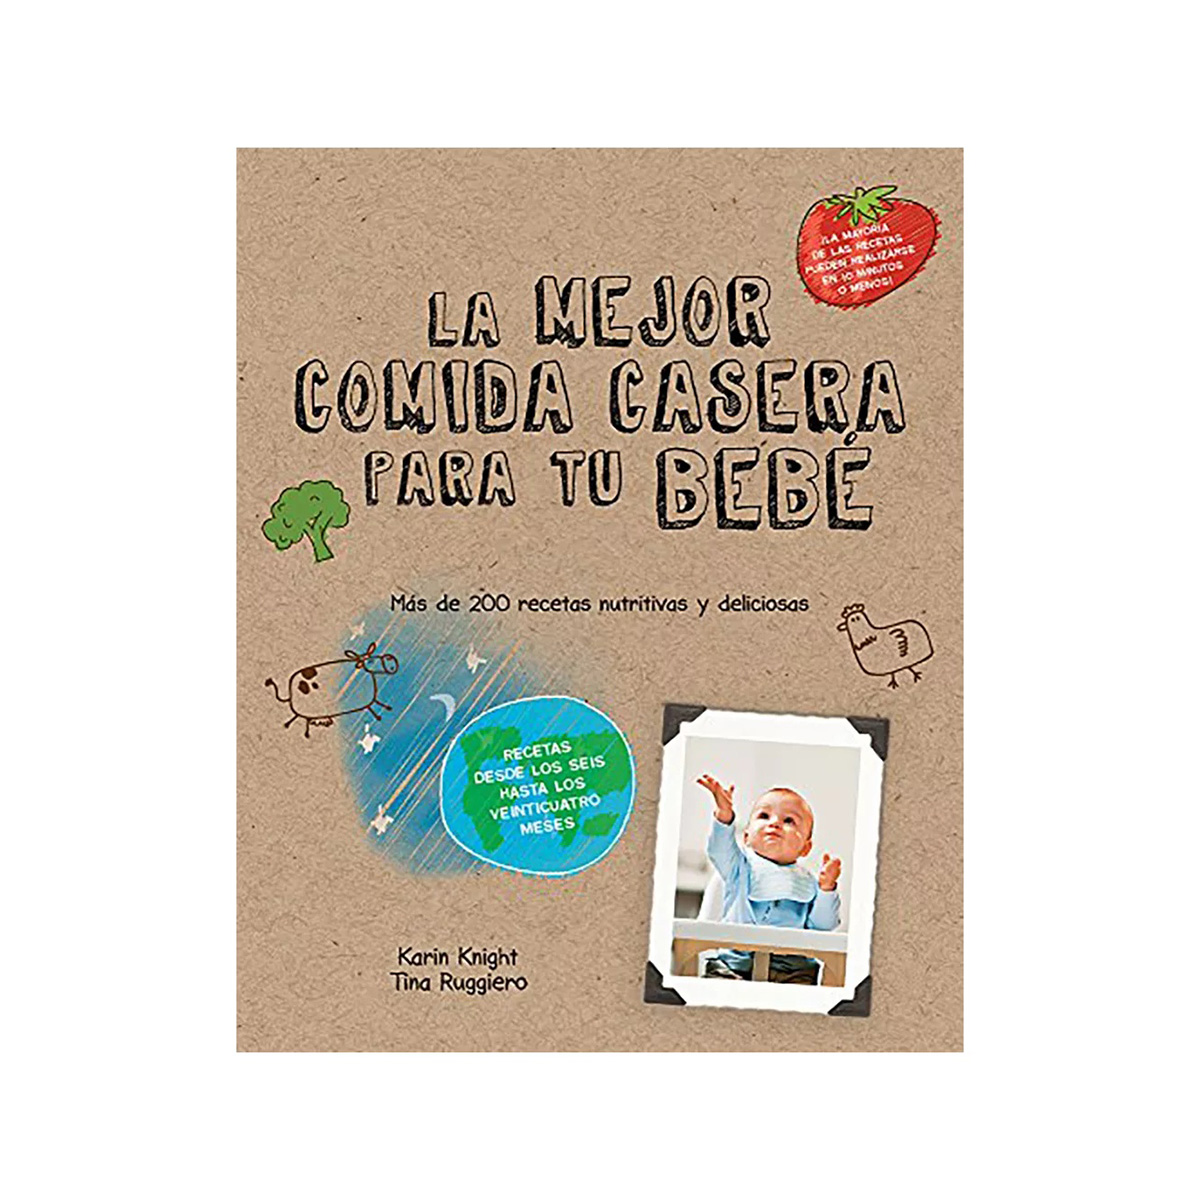 ¡LA MAYORÍA
DE LAS RECETAS
PUEDEN REALIZARSE
EN 10 MINUTOS
O MENOS!
LA MEJOR
COMIDA CASERA
PARA TU BEBÉ
Más de 200 recetas nutritivas y deliciosas
RECETAS
DESDE LOS SEIS
HASTA LOS
VEINTICUATRO
MESES
Karin Knight
Tina Ruggiero